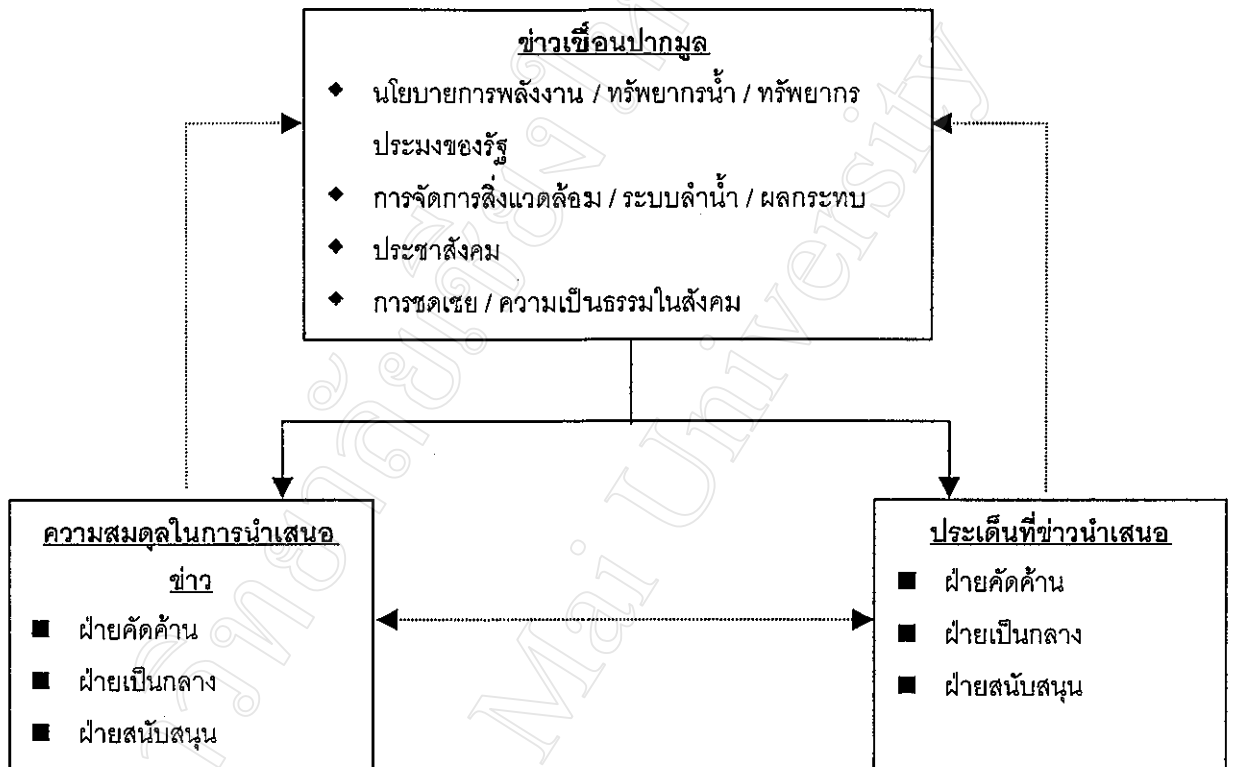 ข่าวเขื่อนปากมูล
◆ นโยบายการพลังงาน / ทรัพยากรน้ำ / ทรัพยากร
ประมงของรัฐ
◆ การจัดการสิ่งแวดล้อม / ระบบลำน้ำ / ผลกระทบ
◆ ประชาสังคม
◆ การชดเชย / ความเป็นธรรมในสังคม
ความสมดุลในการนำเสนอ
ข่าว
■ ฝ่ายคัดค้าน
■ ฝ่ายเป็นกลาง
■ ฝ่ายสนับสนุน
ประเด็นที่ข่าวนำเสนอ
■ ฝ่ายคัดค้าน
■ ฝ่ายเป็นกลาง
■ ฝ่ายสนับสนุน
Mai University